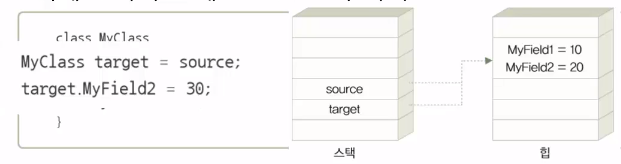 class MyClass
MyClass target = source;
target.MyField2 = 30;
}
source
target
스택
MyField1 = 10
MyField2 = 20
힙